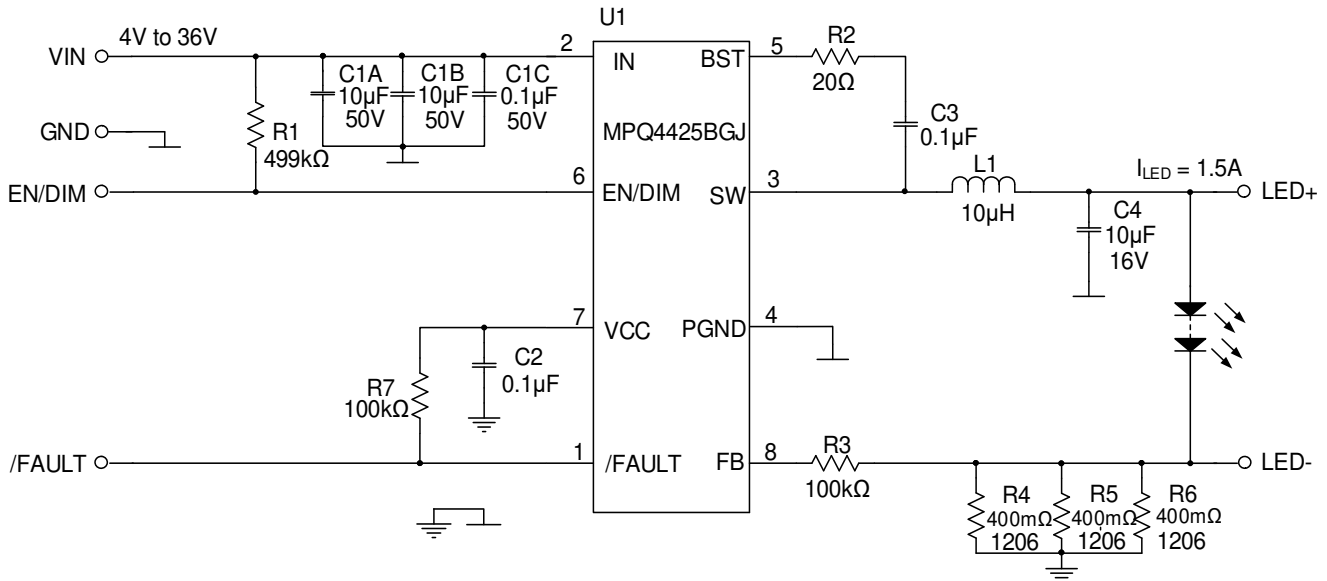 U1
4V to 36V
VIN
2
IN
BST
5
R2
20Ω
C1A
10µF
50V
C1B
10µF
50V
C1C
0.1µF
50V
MPQ4425BGJ
C3
0.1µF
GND
R1
499kΩ
EN/DIM
6
EN/DIM
SW
3
L1
10µH
I_LED = 1.5A
LED+
C4
10µF
16V
7
VCC
PGND
4
C2
0.1µF
R7
100kΩ
/FAULT
1
/FAULT
FB
8
R3
100kΩ
LED-
R4
400mΩ
1206
R5
400mΩ
1206
R6
400mΩ
1206